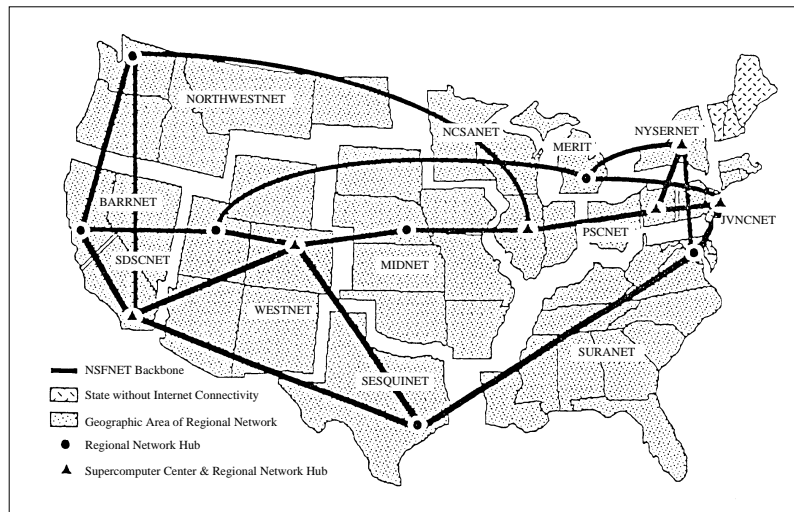 NORTHWESTNET
NCSANET
MERIT
NYSERNET
BARRNET
JVNCNET
PSCNET
SDSCNET
MIDNET
WESTNET
SURANET
SESQUINET
NSFNET Backbone
State without Internet Connectivity
Geographic Area of Regional Network
Regional Network Hub
Supercomputer Center & Regional Network Hub